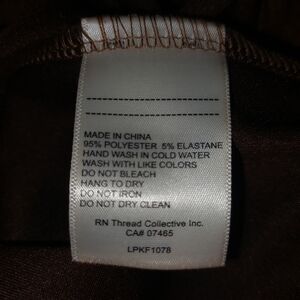 MADE IN CHINA
95% POLYESTER 5% ELASTANE
HAND WASH IN COLD WATER
WASH WITH LIKE COLORS
DO NOT BLEACH
HANG TO DRY
DO NOT IRON
DO NOT DRY CLEAN
RN Thread Collective Inc.
CA# 07465
LPKF1078